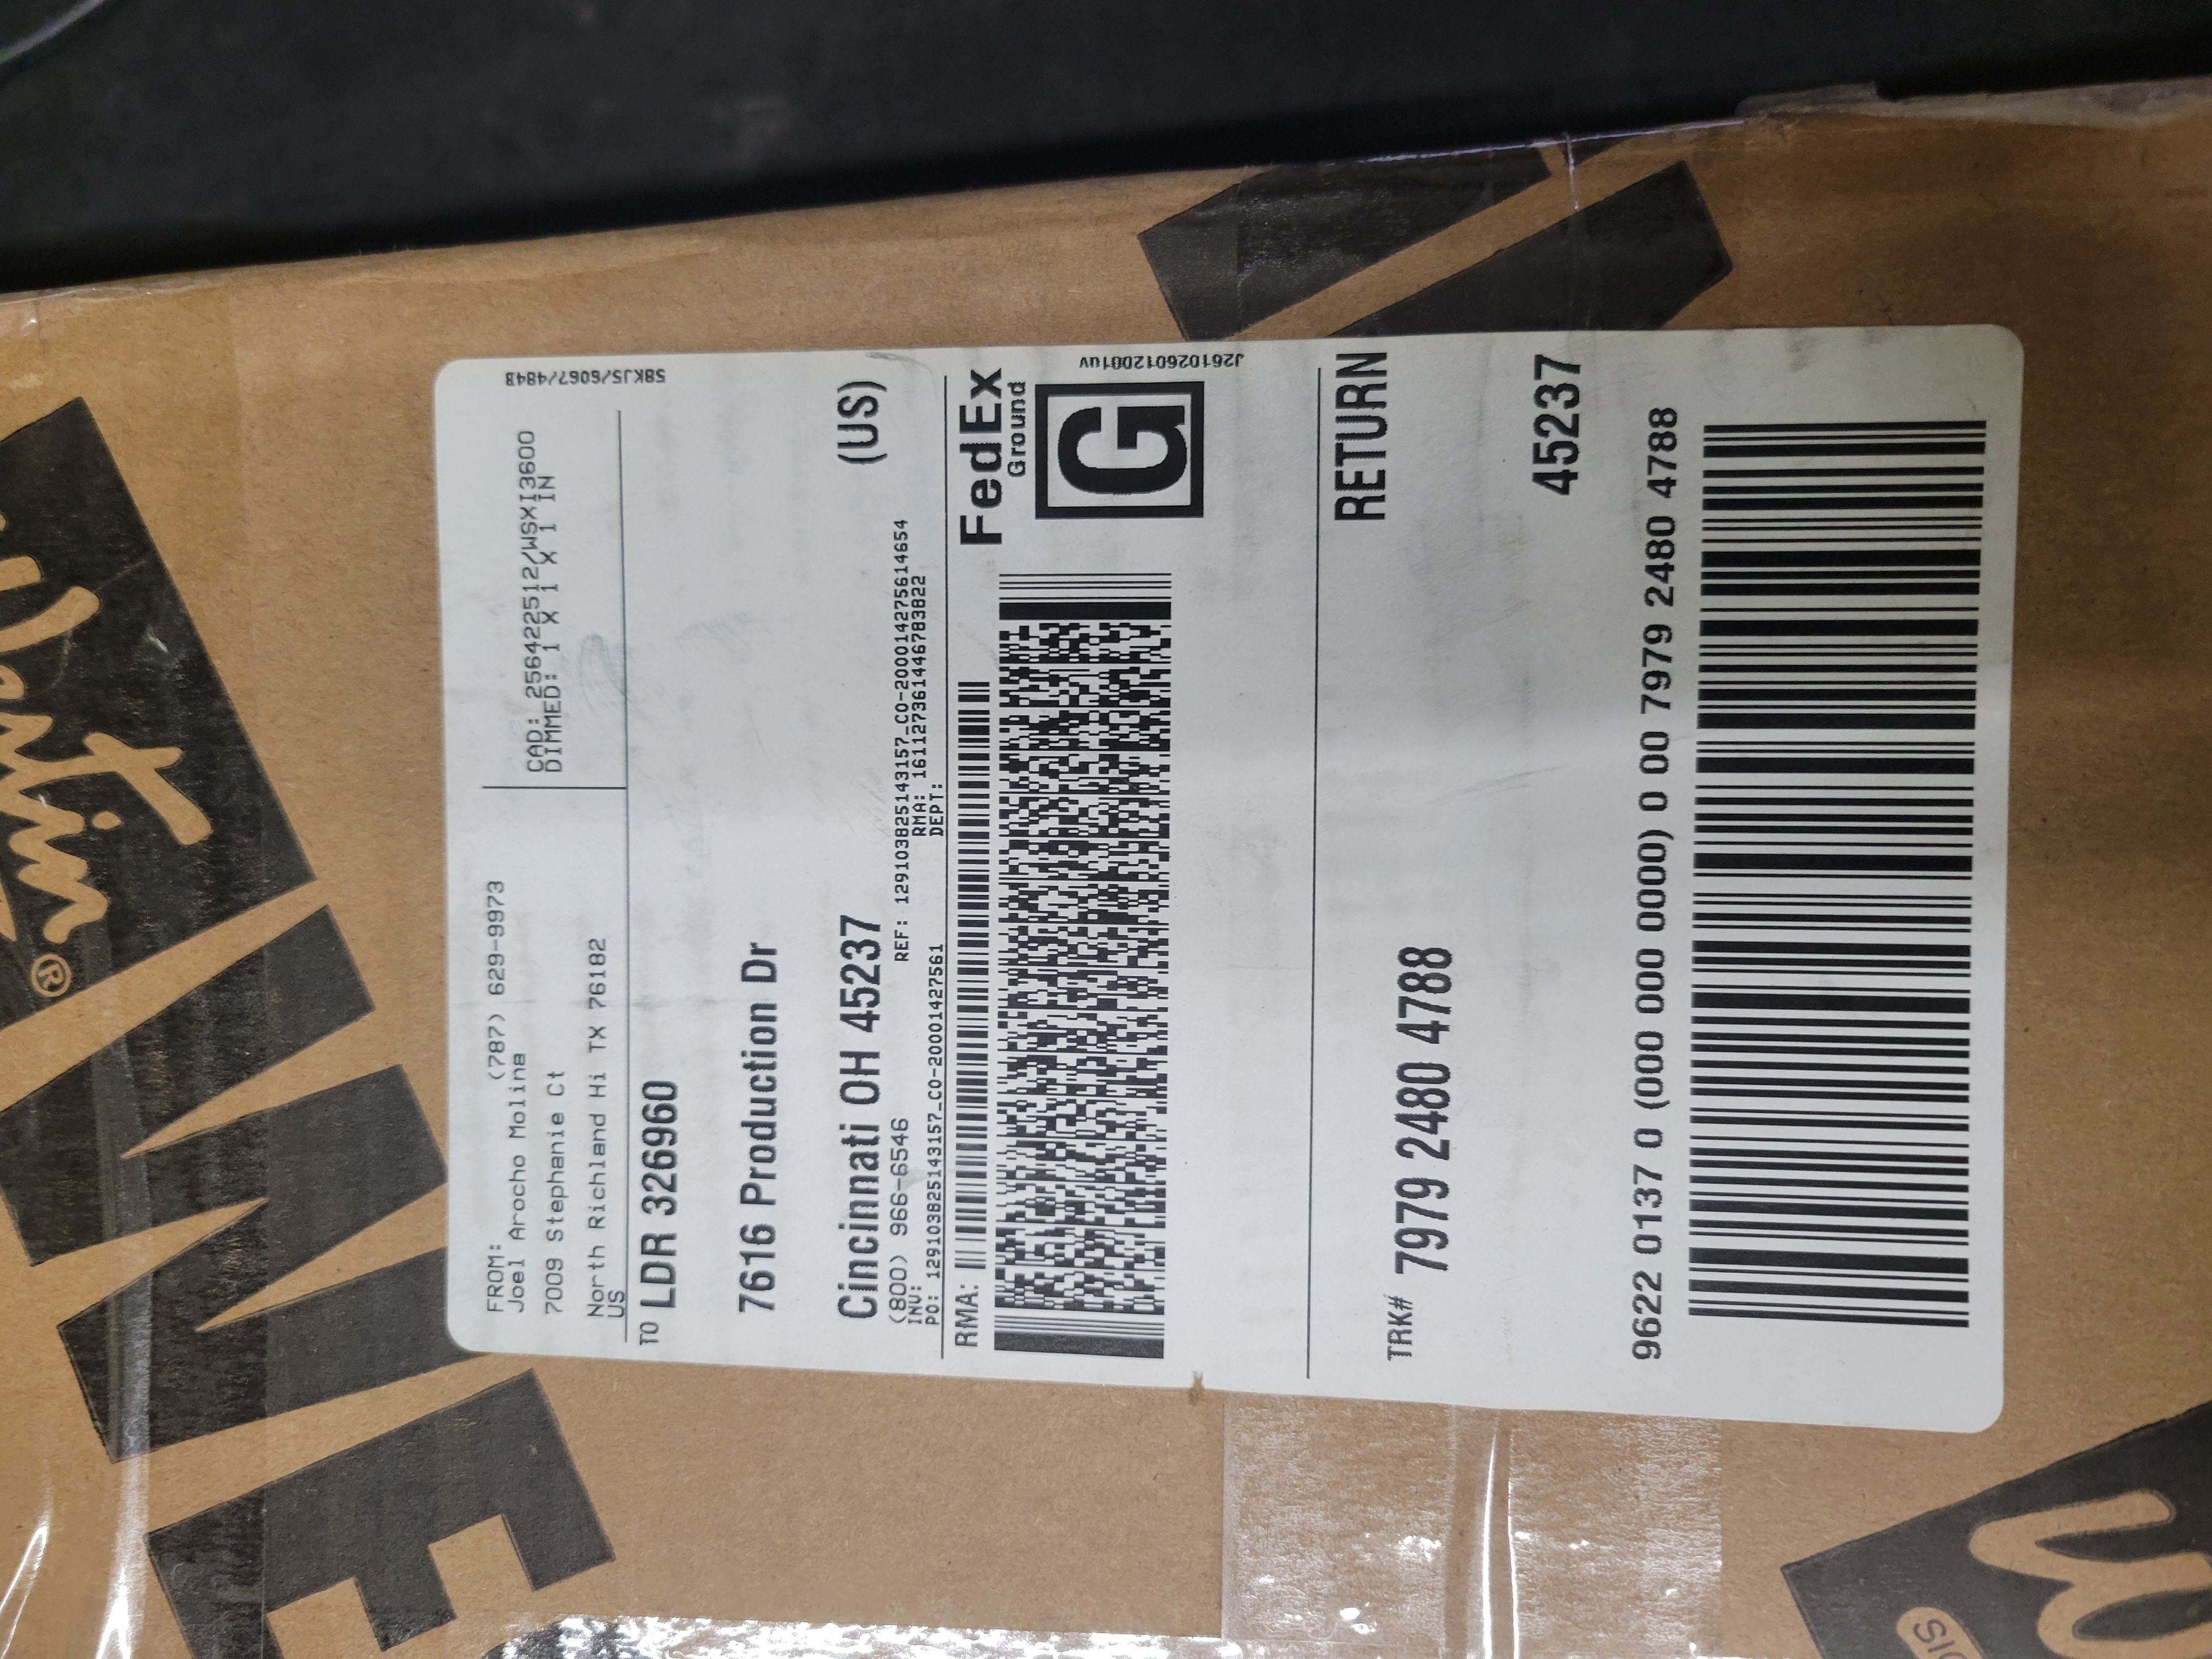 FROM:
(787) 629-9973
Joel Arocho Molina
7009 Stephanie Ct
North Richland Hi TX 76182
US
CAD: 256422512/WSXI3600
DIMMED: 1 X 1 X 1 IN
58KJ5/6067/484B
TO LDR 326960
7616 Production Dr
Cincinnati OH 45237
(US)
(800) 966-6546
REF: 129103825143157_CO-20001427561 4654
INV:
RMA: 161127361446783822
PO: 129103825143157_CO-20001427561
DEPT:
RMA:
FedEx
Ground
G
J261026012001uv
RETURN
TRK# 7979 2480 4788
45237
9622 0137 0 (000 000 0000) 0 00 7979 2480 4788
®